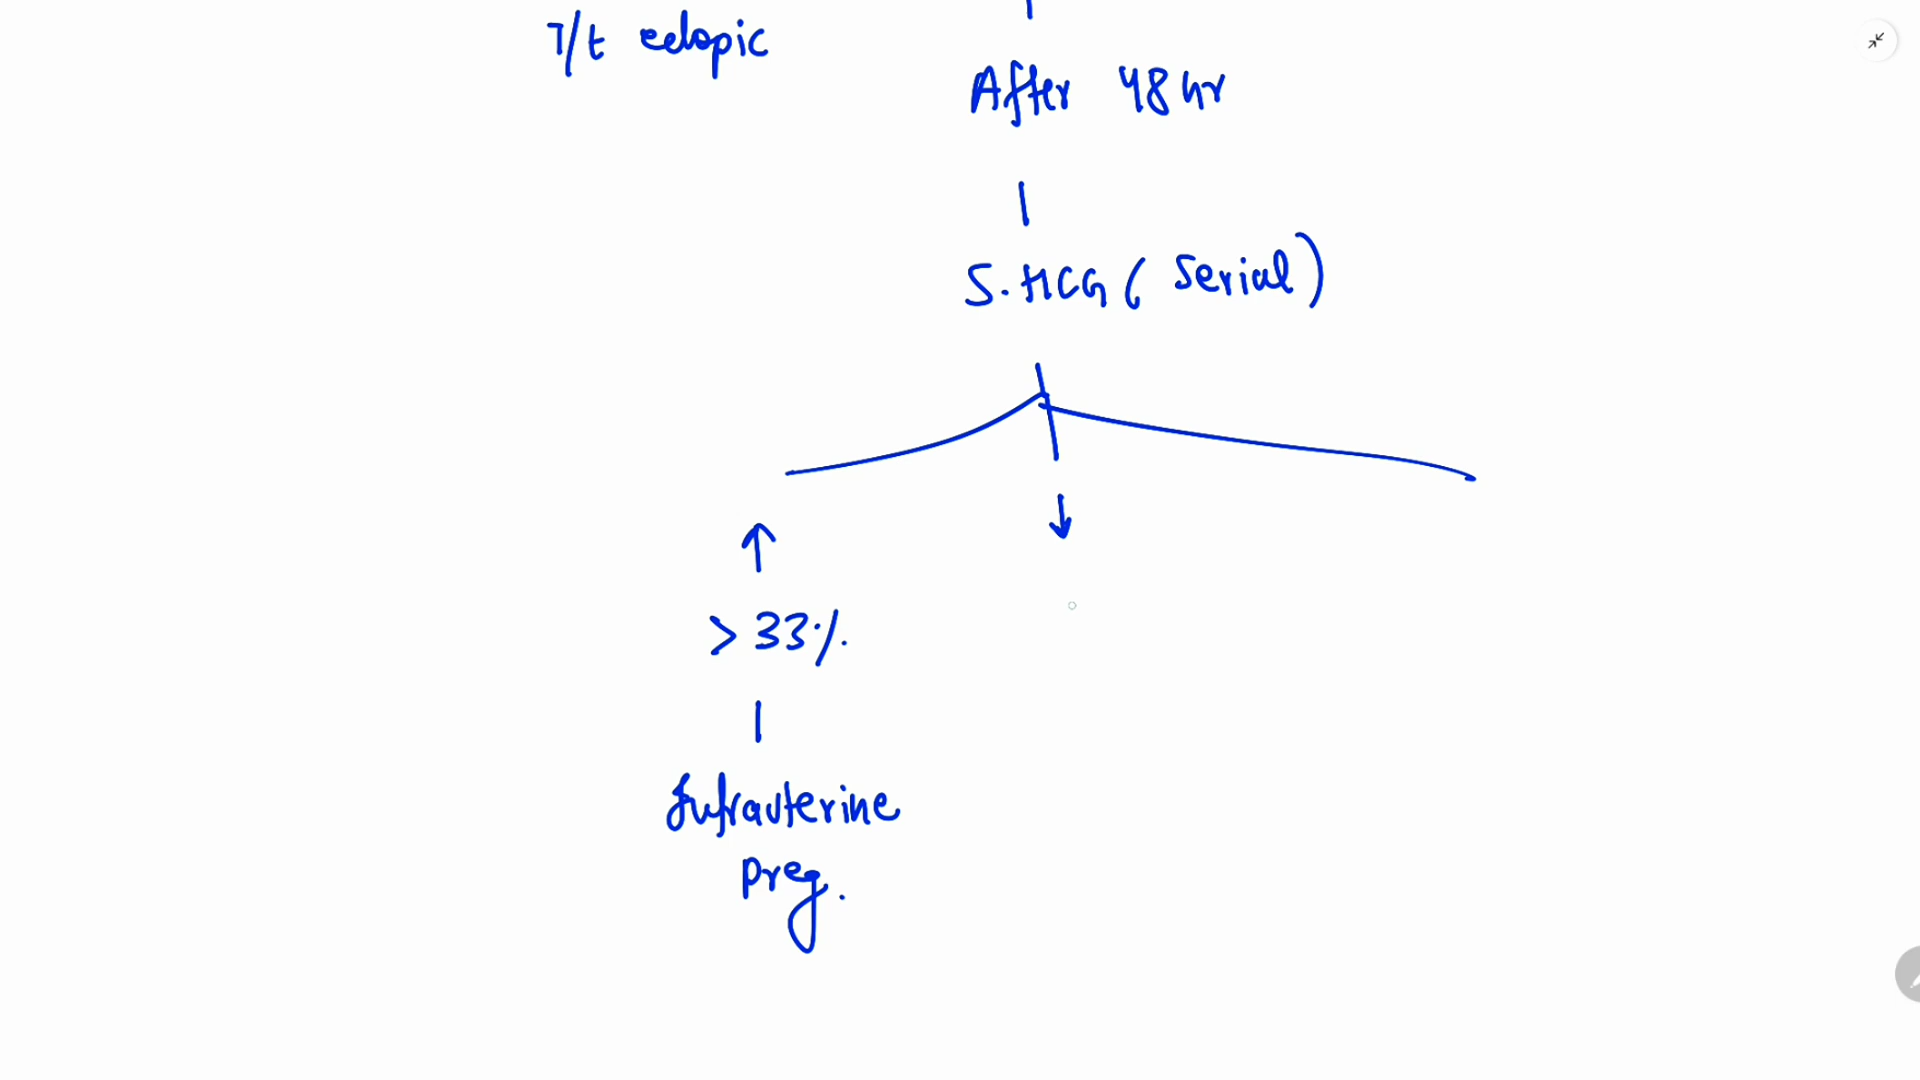 T/t ectopic
After 48 hr
S. HCG (Serial)
↑ ↓
> 33%.
Intrauterine
preg.